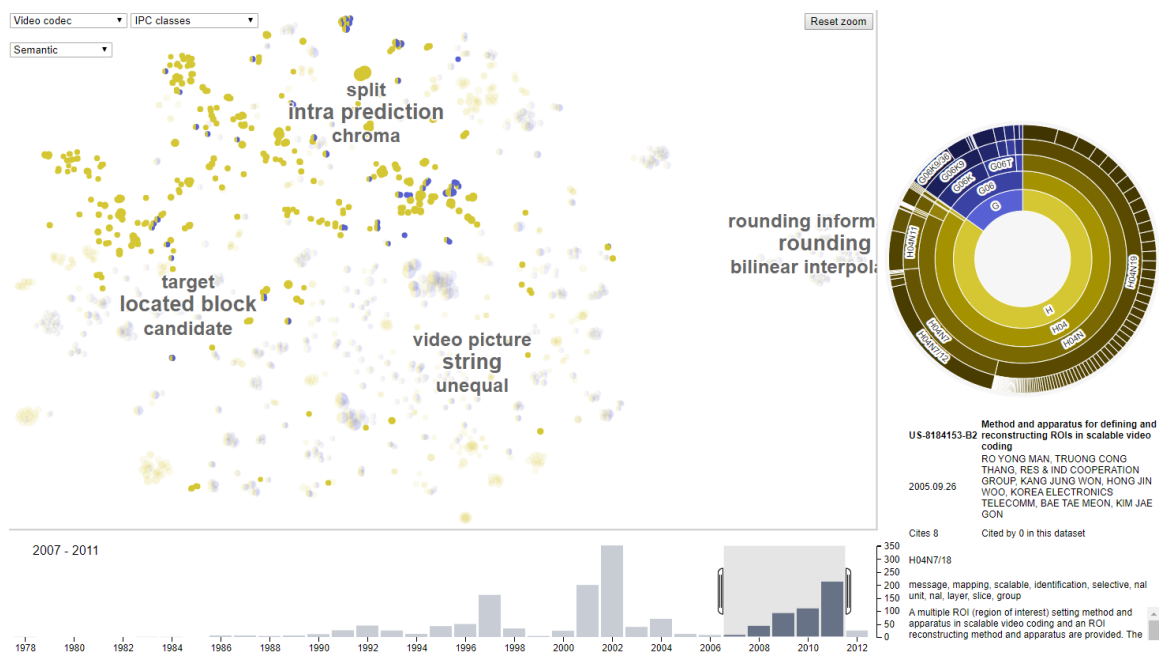 Video codec
IPC classes
Reset zoom
Semantic
split
intra prediction
chroma
rounding inform
rounding
bilinear interpola
target
located block
candidate
video picture
string
unequal
G06K9/36
G06K9
G06K
G06T
G06
G
H04N11
H04N19
H
H04
H04N
H04N7
H04N7/12
US-8184153-B2
Method and apparatus for defining and
reconstructing ROIs in scalable video
coding
2005.09.26
RO YONG MAN, TRUONG CONG
THANG, RES & IND COOPERATION
GROUP, KANG JUNG WON, HONG JIN
WOO, KOREA ELECTRONICS
TELECOMM, BAE TAE MEON, KIM JAE
GON
Cites 8
Cited by 0 in this dataset
H04N7/18
message, mapping, scalable, identification, selective, nal
unit, nal, layer, slice, group
A multiple ROI (region of interest) setting method and
apparatus in scalable video coding and an ROI
reconstructing method and apparatus are provided. The
2007 - 2011
350
300
250
200
150
100
50
0
1978
1980
1982
1984
1986
1988
1990
1992
1994
1996
1998
2000
2002
2004
2006
2008
2010
2012